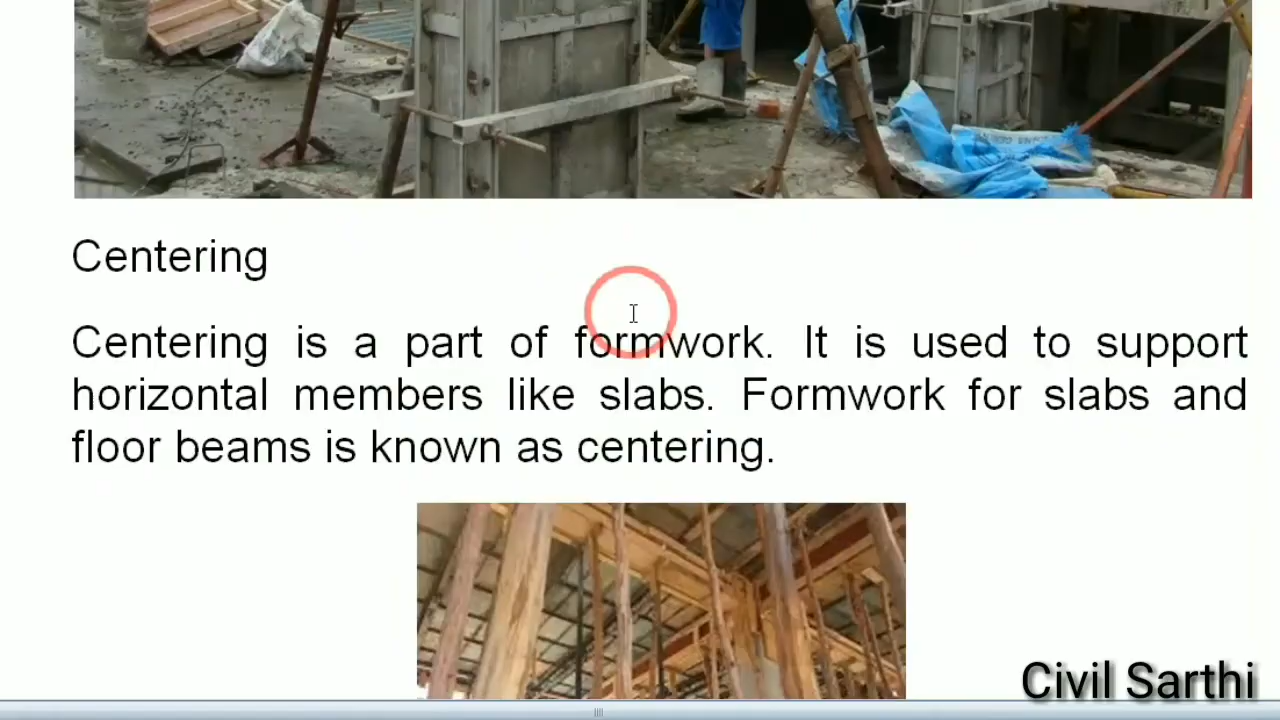 Centering
Centering is a part of formwork. It is used to support
horizontal members like slabs. Formwork for slabs and
floor beams is known as centering.
Civil Sarthi